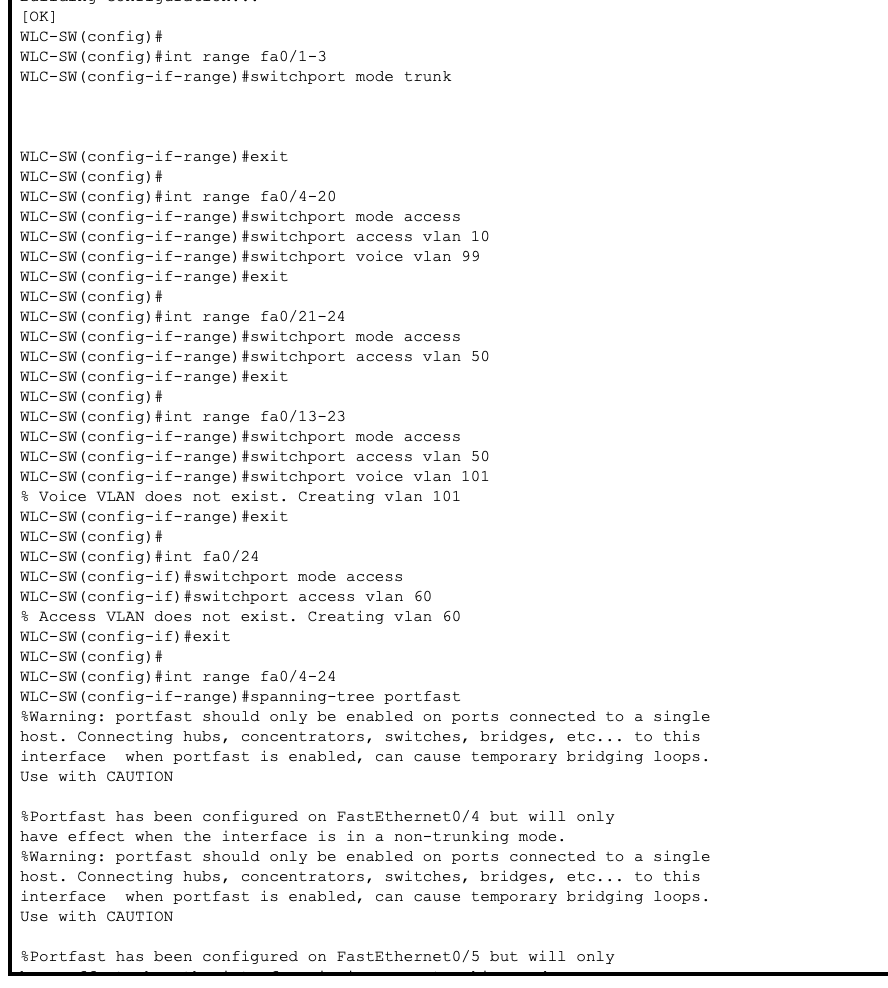 [OK]
WLC-SW(config)#
WLC-SW(config)#int range fa0/1-3
WLC-SW(config-if-range)#switchport mode trunk
WLC-SW(config-if-range)#exit
WLC-SW(config)#
WLC-SW(config)#int range fa0/4-20
WLC-SW(config-if-range)#switchport mode access
WLC-SW(config-if-range)#switchport access vlan 10
WLC-SW(config-if-range)#switchport voice vlan 99
WLC-SW(config-if-range)#exit
WLC-SW(config)#
WLC-SW(config)#int range fa0/21-24
WLC-SW(config-if-range)#switchport mode access
WLC-SW(config-if-range)#switchport access vlan 50
WLC-SW(config-if-range)#exit
WLC-SW(config)#
WLC-SW(config)#int range fa0/13-23
WLC-SW(config-if-range)#switchport mode access
WLC-SW(config-if-range)#switchport access vlan 50
WLC-SW(config-if-range)#switchport voice vlan 101
% Voice VLAN does not exist. Creating vlan 101
WLC-SW(config-if-range)#exit
WLC-SW(config)#
WLC-SW(config)#int fa0/24
WLC-SW(config-if)#switchport mode access
WLC-SW(config-if)#switchport access vlan 60
% Access VLAN does not exist. Creating vlan 60
WLC-SW(config-if)#exit
WLC-SW(config)#
WLC-SW(config)#int range fa0/4-24
WLC-SW(config-if-range)#spanning-tree portfast
%Warning: portfast should only be enabled on ports connected to a single
host. Connecting hubs, concentrators, switches, bridges, etc... to this
interface  when portfast is enabled, can cause temporary bridging loops.
Use with CAUTION
%Portfast has been configured on FastEthernet0/4 but will only
have effect when the interface is in a non-trunking mode.
%Warning: portfast should only be enabled on ports connected to a single
host. Connecting hubs, concentrators, switches, bridges, etc... to this
interface  when portfast is enabled, can cause temporary bridging loops.
Use with CAUTION
%Portfast has been configured on FastEthernet0/5 but will only